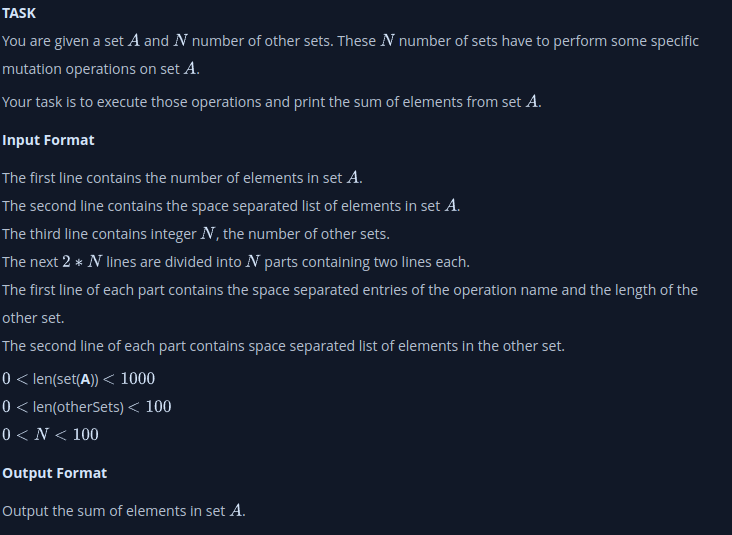 TASK
You are given a set A and N number of other sets. These N number of sets have to perform some specific
mutation operations on set A.
Your task is to execute those operations and print the sum of elements from set A.
Input Format
The first line contains the number of elements in set A.
The second line contains the space separated list of elements in set A.
The third line contains integer N, the number of other sets.
The next 2 * N lines are divided into N parts containing two lines each.
The first line of each part contains the space separated entries of the operation name and the length of the
other set.
The second line of each part contains space separated list of elements in the other set.
0 < len(set(A)) < 1000
0 < len(otherSets) < 100
0 < N < 100
Output Format
Output the sum of elements in set A.